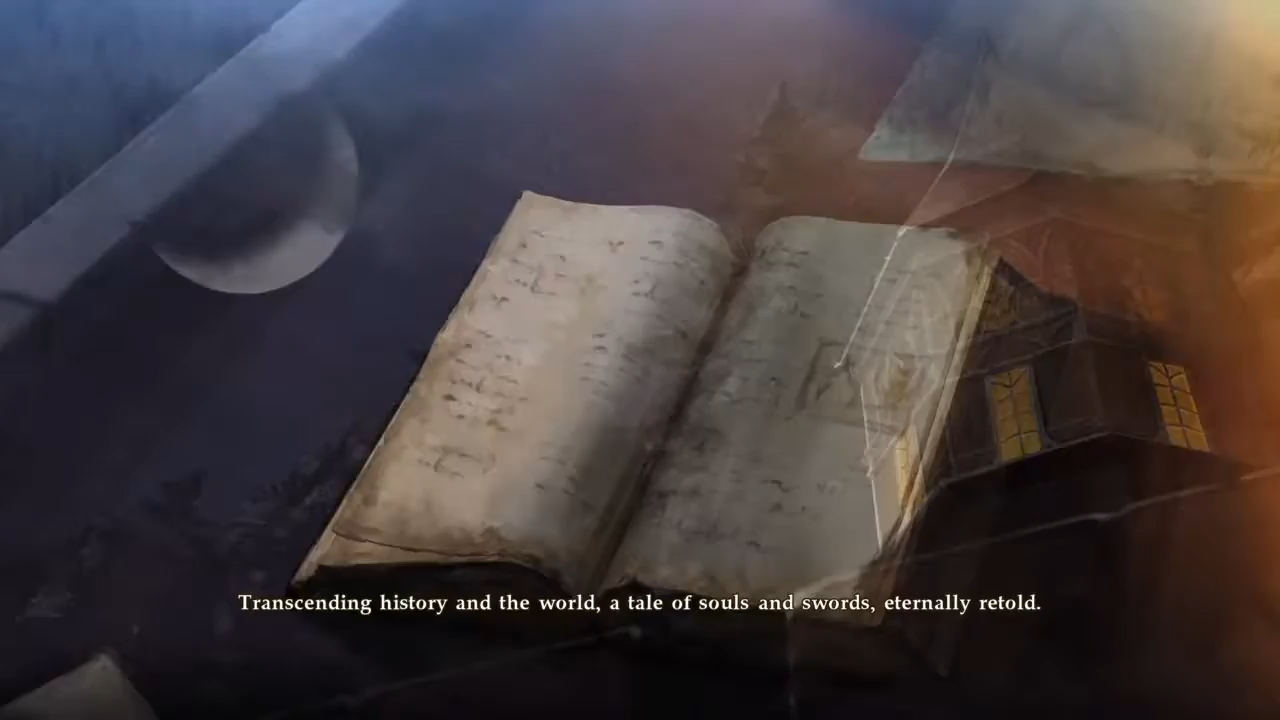 Transcending history and the world, a tale of souls and swords, eternally retold.